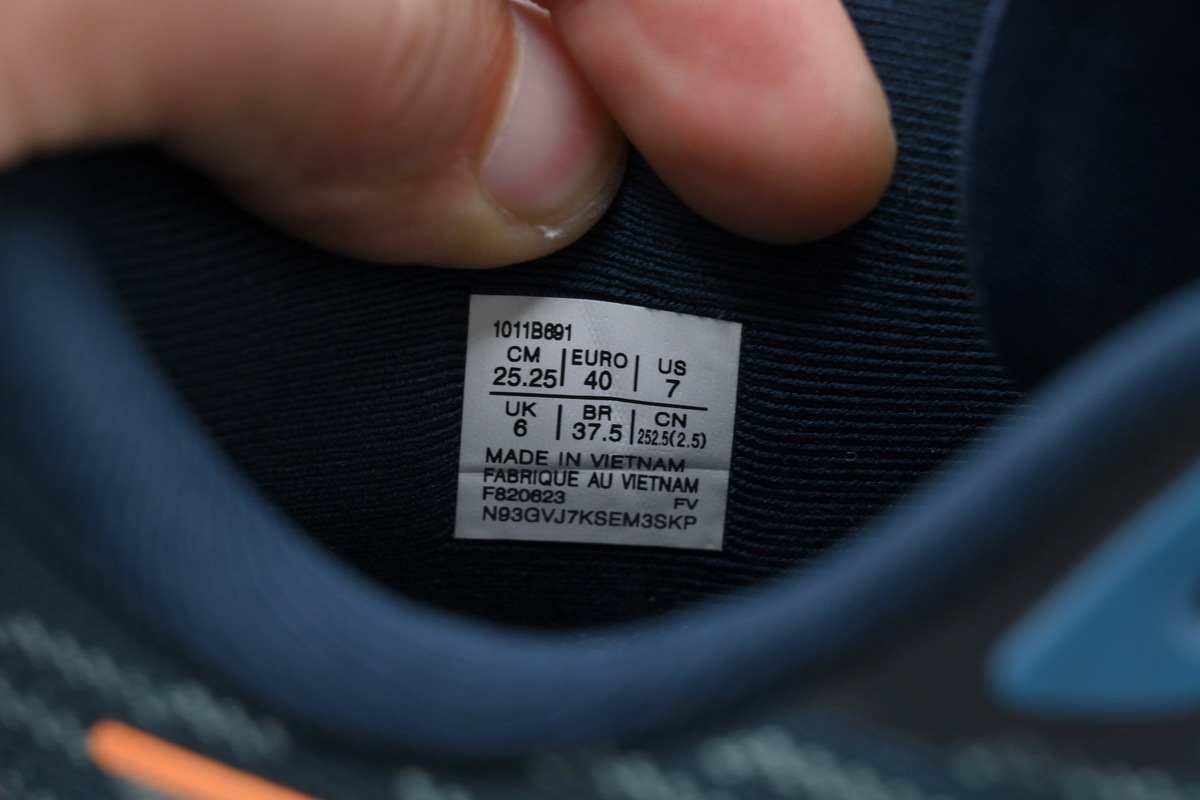 1011B691
CM | EURO | US
25.25 | 40 | 7
UK | BR | CN
6 | 37.5 | 252.5(2.5)
MADE IN VIETNAM
FABRIQUE AU VIETNAM
F820623 FV
N93GVJ7KSEM3SKP